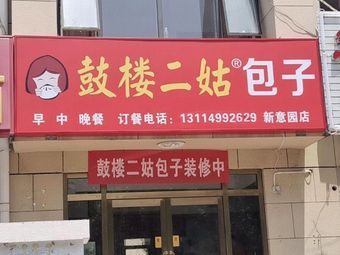 鼓楼二姑®包子
早 中 晚餐 订餐电话：13114992629 新意园店
鼓楼二姑包子装修中